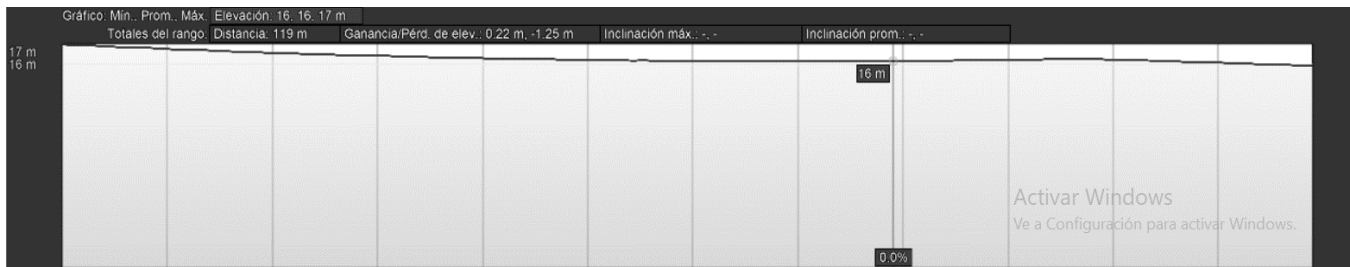 Gráfico: Mín., Prom., Máx. Elevación: 16, 16, 17 m
Totales del rango: Distancia: 119 m Ganancia/Pérd. de elev.: 0.22 m, -1.25 m Inclinación máx.: -, - Inclinación prom.: -, -
17 m
16 m
16 m
Activar Windows
Ve a Configuración para activar Windows.
0.0%